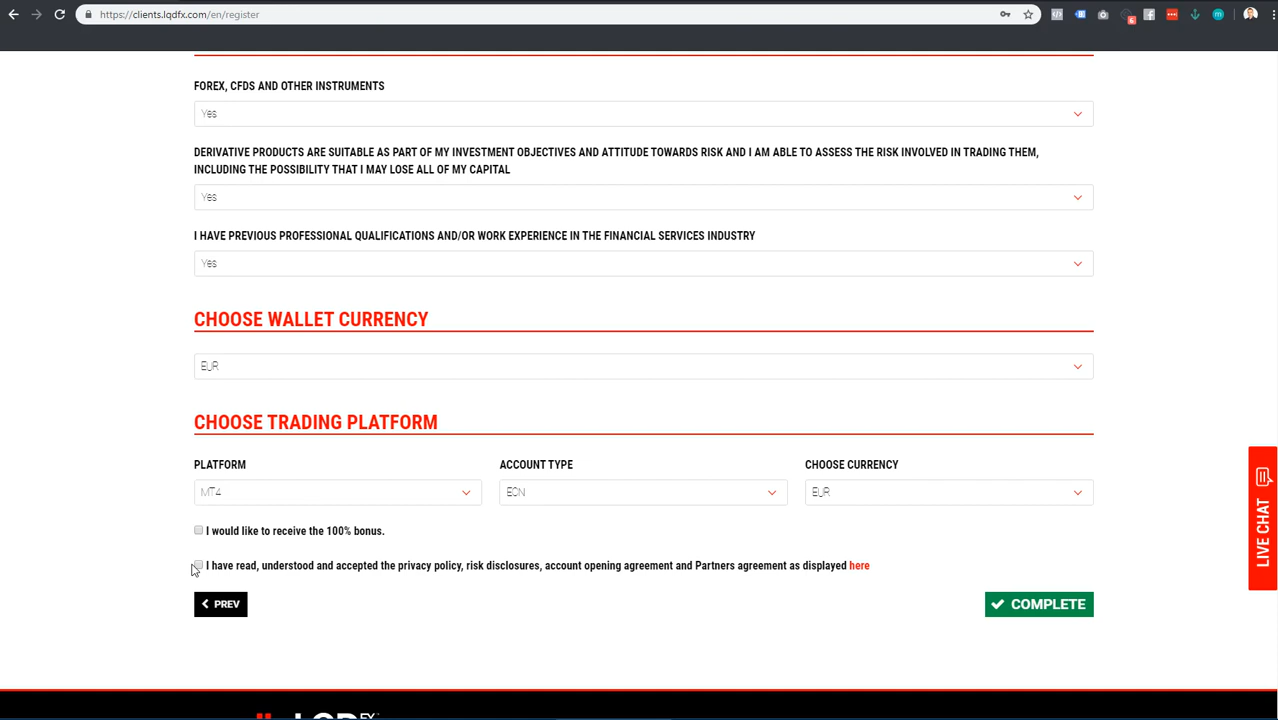 https://clients.lqdfx.com/en/register
6
FOREX, CFDS AND OTHER INSTRUMENTS
Yes
DERIVATIVE PRODUCTS ARE SUITABLE AS PART OF MY INVESTMENT OBJECTIVES AND ATTITUDE TOWARDS RISK AND I AM ABLE TO ASSESS THE RISK INVOLVED IN TRADING THEM,
INCLUDING THE POSSIBILITY THAT I MAY LOSE ALL OF MY CAPITAL
Yes
I HAVE PREVIOUS PROFESSIONAL QUALIFICATIONS AND/OR WORK EXPERIENCE IN THE FINANCIAL SERVICES INDUSTRY
Yes
CHOOSE WALLET CURRENCY
EUR
CHOOSE TRADING PLATFORM
PLATFORM ACCOUNT TYPE CHOOSE CURRENCY
MT4 ECN EUR
I would like to receive the 100% bonus.
I have read, understood and accepted the privacy policy, risk disclosures, account opening agreement and Partners agreement as displayed here
PREV COMPLETE
LIVE CHAT